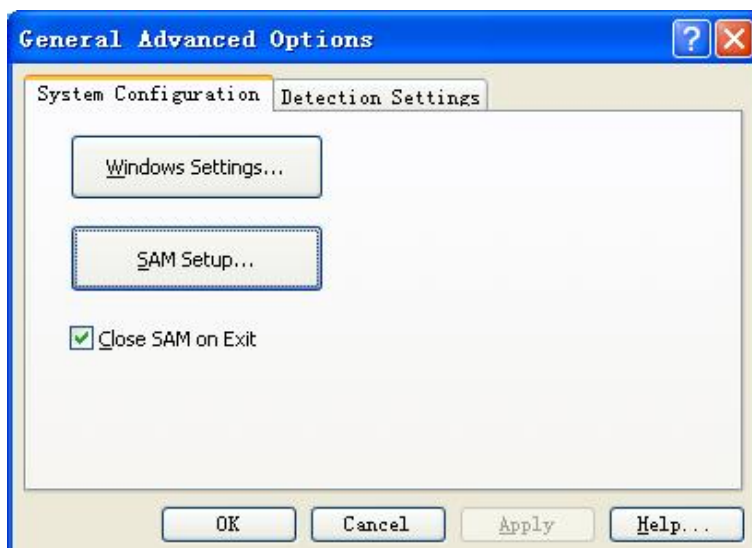 General Advanced Options
System Configuration
Detection Settings
Windows Settings...
SAM Setup...
Close SAM on Exit
OK
Cancel
Apply
Help...